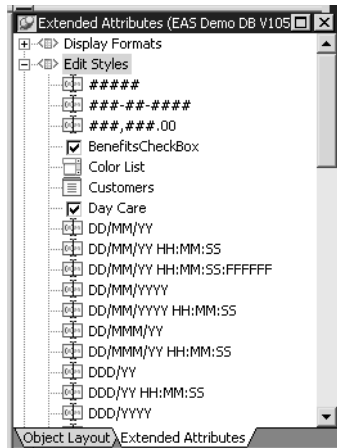 Extended Attributes (EAS Demo DB V105
Display Formats
Edit Styles
#####
###-##-####
###,###.00
BenefitsCheckBox
Color List
Customers
Day Care
DD/MM/YY
DD/MM/YY HH:MM:SS
DD/MM/YY HH:MM:SS:FFFFFF
DD/MM/YYYY
DD/MM/YYYY HH:MM:SS
DD/MMM/YY
DD/MMM/YY HH:MM:SS
DDD/YY
DDD/YY HH:MM:SS
DDD/YYYY
Object Layout Extended Attributes